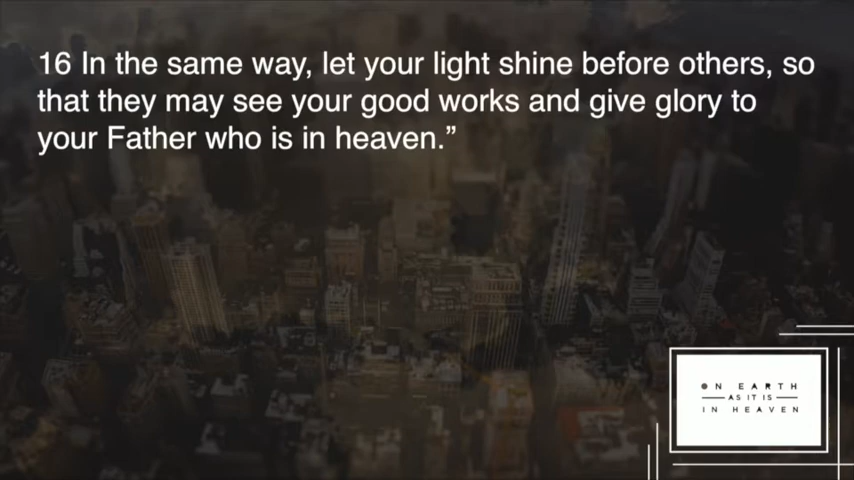 16 In the same way, let your light shine before others, so
that they may see your good works and give glory to
your Father who is in heaven.”
ON EARTH
AS IT IS
IN HEAVEN